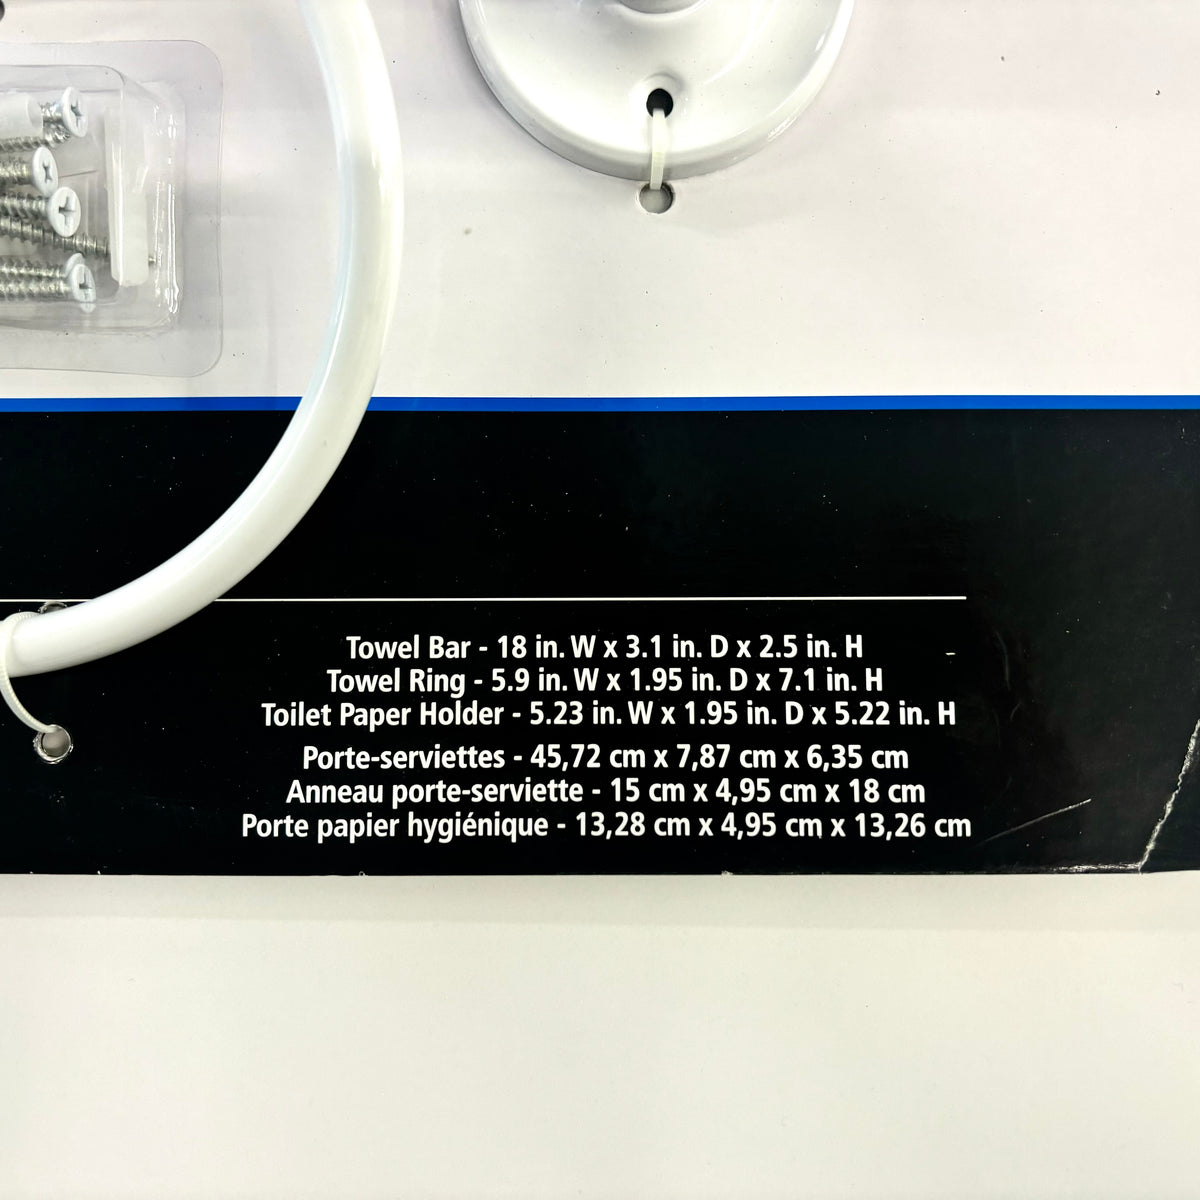 Towel Bar - 18 in. W x 3.1 in. D x 2.5 in. H
Towel Ring - 5.9 in. W x 1.95 in. D x 7.1 in. H
Toilet Paper Holder - 5.23 in. W x 1.95 in. D x 5.22 in. H
Porte-serviettes - 45,72 cm x 7,87 cm x 6,35 cm
Anneau porte-serviette - 15 cm x 4,95 cm x 18 cm
Porte papier hygiénique - 13,28 cm x 4,95 cm x 13,26 cm